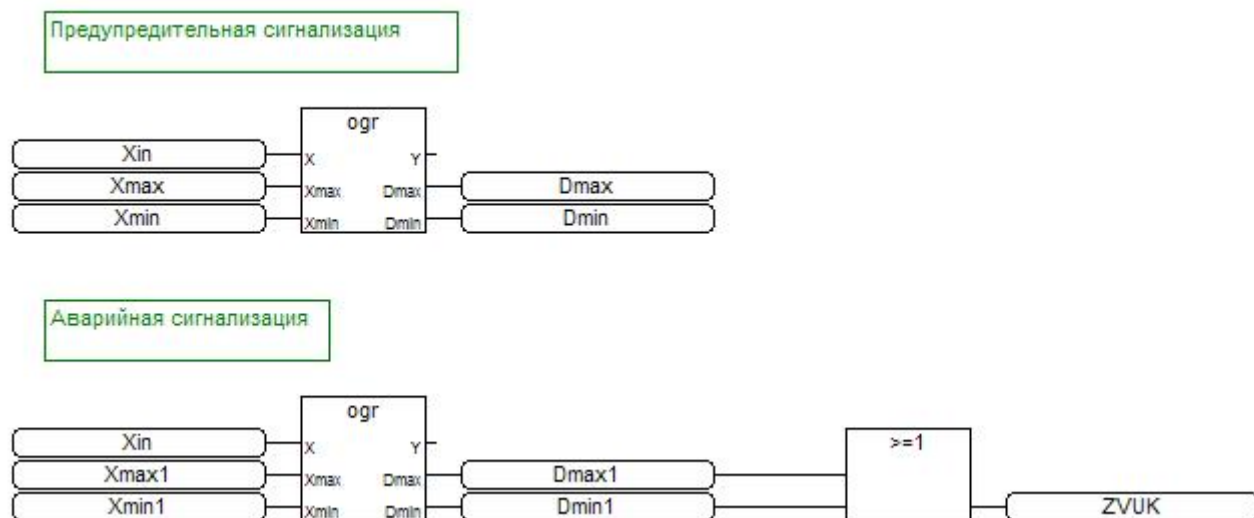 Предупредительная сигнализация
ogr
Xin X Y
Xmax Xmax Dmax Dmax
Xmin Xmin Dmin Dmin
Аварийная сигнализация
ogr
Xin X Y >=1
Xmax1 Xmax Dmax Dmax1
Xmin1 Xmin Dmin Dmin1 ZVUK